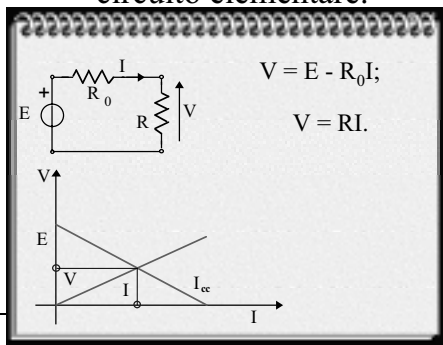 circuito elementare.
I
V = E - R₀I;
+
R₀
E
R
V
V = RI.
V
E
V
I
Icc
I